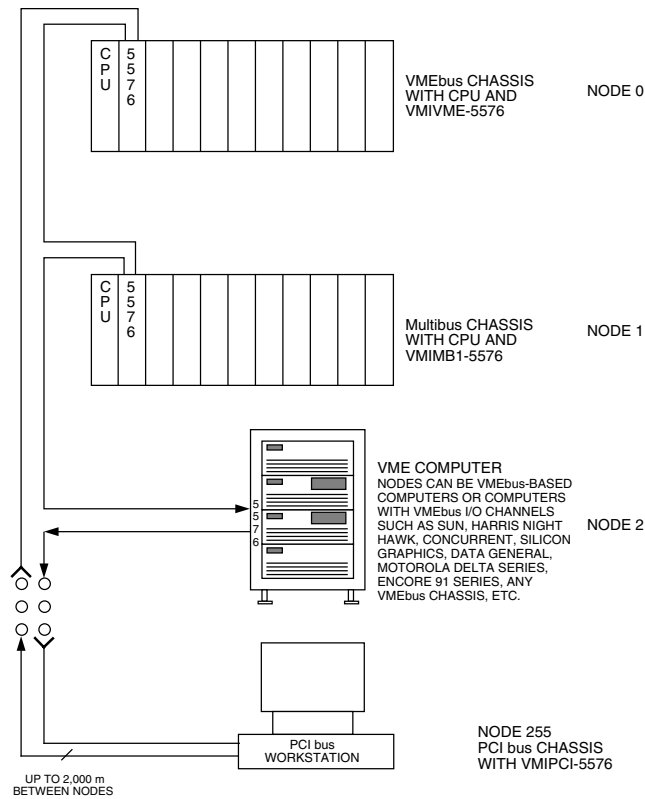 C
P
U
5
5
7
6
VMEbus CHASSIS
WITH CPU AND
VMIVME-5576
NODE 0
C
P
U
5
5
7
6
Multibus CHASSIS
WITH CPU AND
VMIMB1-5576
NODE 1
5
5
7
6
VME COMPUTER
NODES CAN BE VMEbus-BASED
COMPUTERS OR COMPUTERS
WITH VMEbus I/O CHANNELS
SUCH AS SUN, HARRIS NIGHT
HAWK, CONCURRENT, SILICON
GRAPHICS, DATA GENERAL,
MOTOROLA DELTA SERIES,
ENCORE 91 SERIES, ANY
VMEbus CHASSIS, ETC.
NODE 2
PCI bus
WORKSTATION
NODE 255
PCI bus CHASSIS
WITH VMIPCI-5576
UP TO 2,000 m
BETWEEN NODES